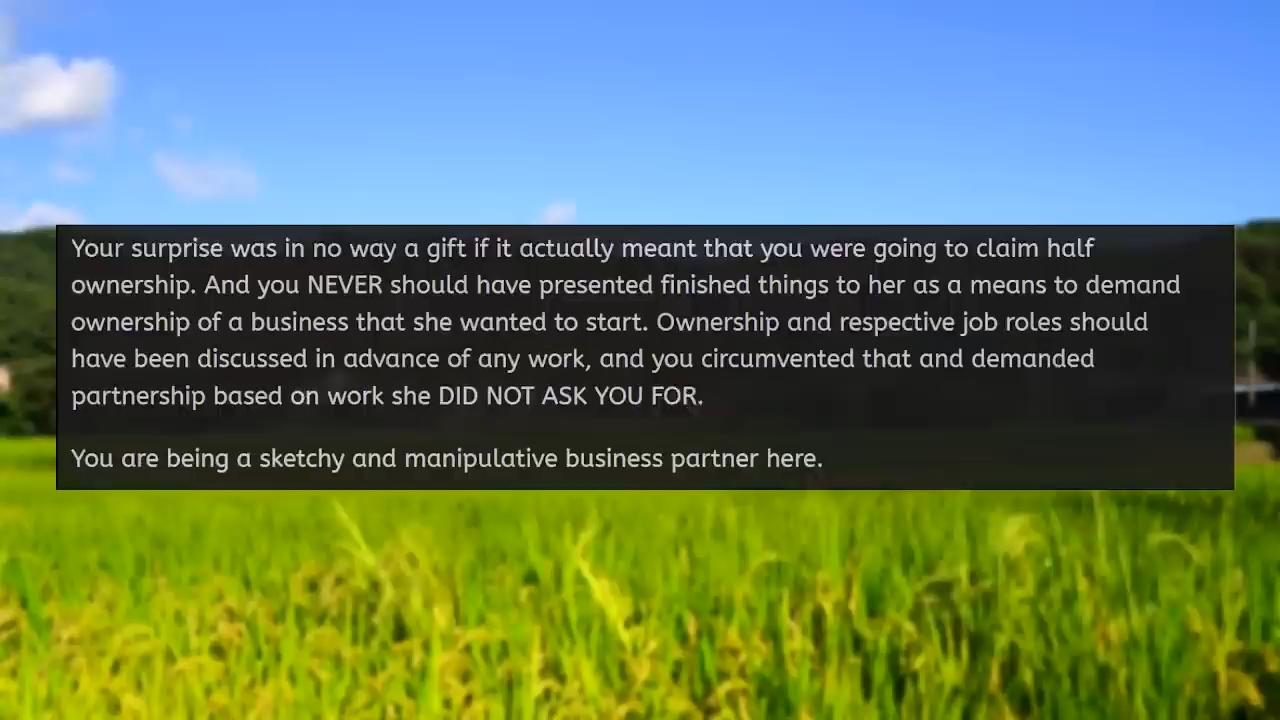 Your surprise was in no way a gift if it actually meant that you were going to claim half
ownership. And you NEVER should have presented finished things to her as a means to demand
ownership of a business that she wanted to start. Ownership and respective job roles should
have been discussed in advance of any work, and you circumvented that and demanded
partnership based on work she DID NOT ASK YOU FOR.
You are being a sketchy and manipulative business partner here.